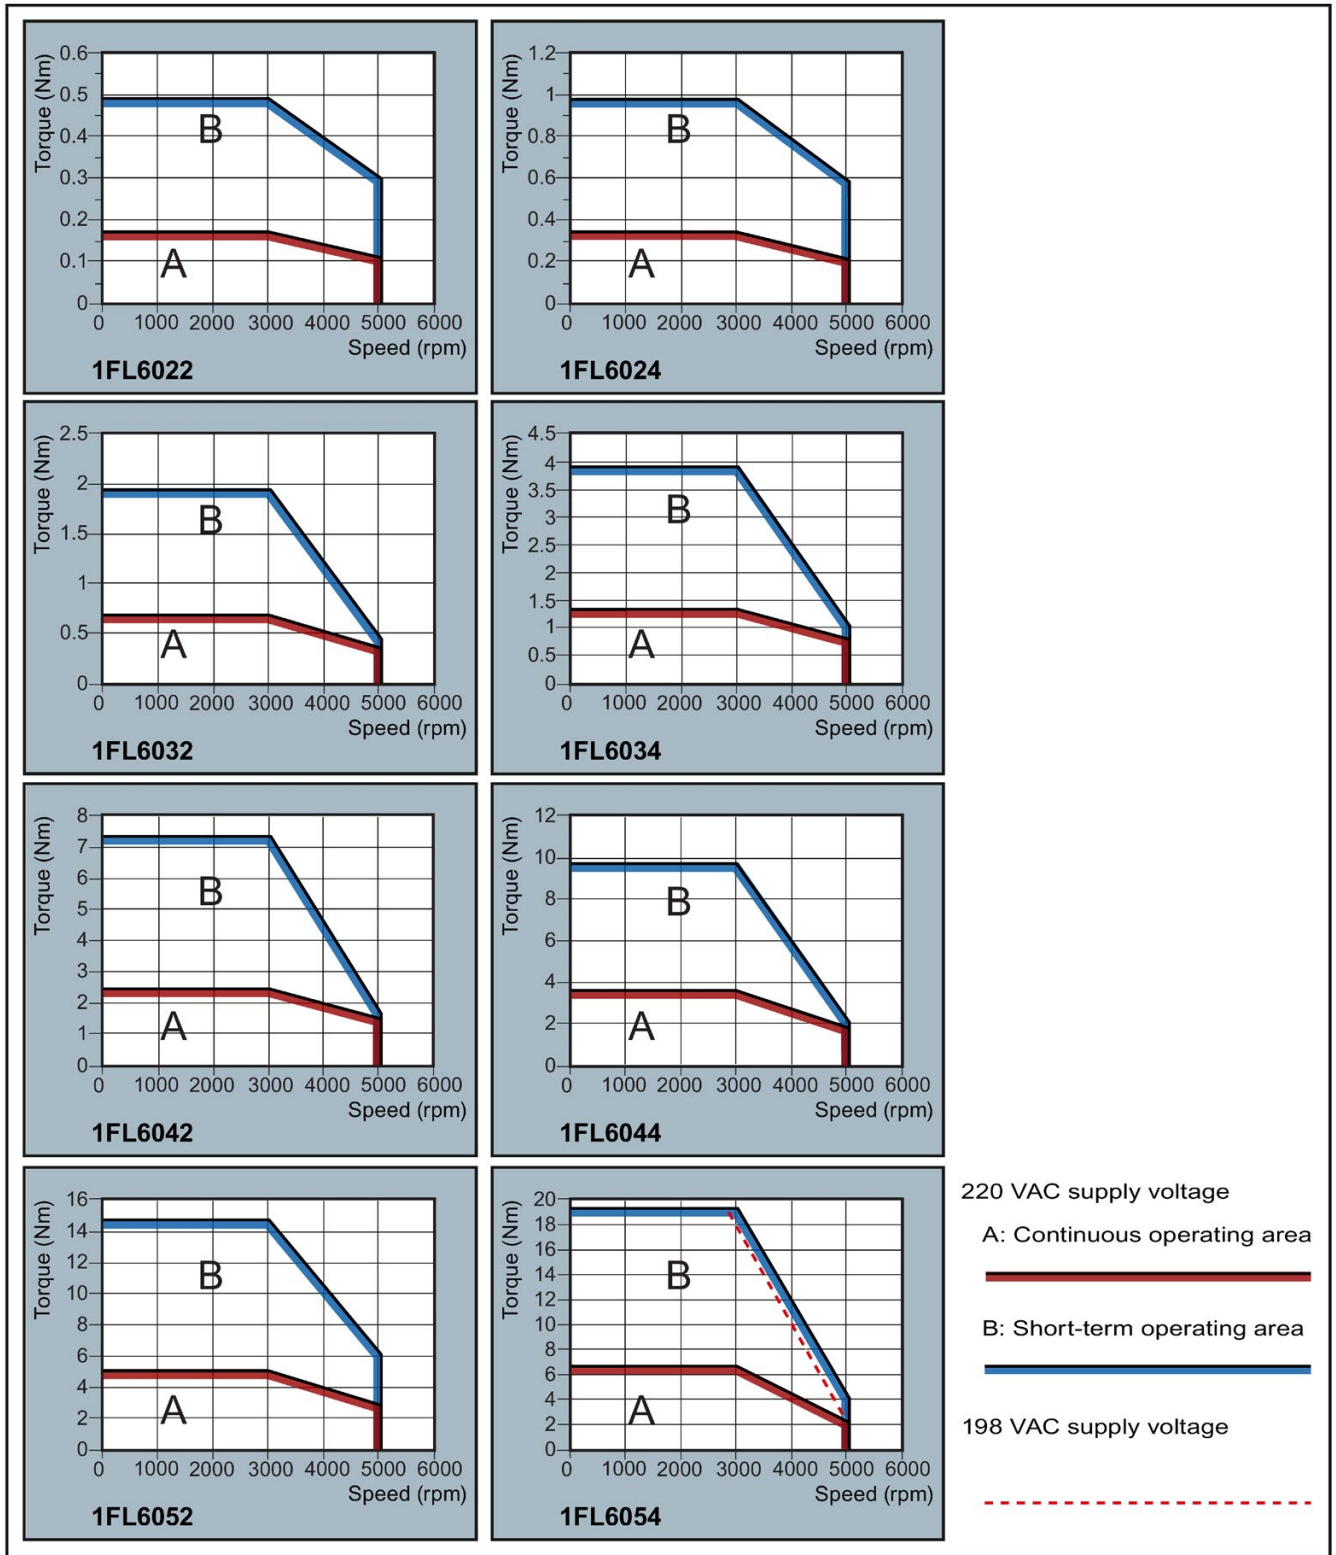 Torque (Nm)
0.6
0.5
0.4
0.3
0.2
0.1
0
B
A
0 1000 2000 3000 4000 5000 6000
Speed (rpm)
1FL6022
Torque (Nm)
1.2
1
0.8
0.6
0.4
0.2
0
B
A
0 1000 2000 3000 4000 5000 6000
Speed (rpm)
1FL6024
Torque (Nm)
2.5
2
1.5
1
0.5
0
B
A
0 1000 2000 3000 4000 5000 6000
Speed (rpm)
1FL6032
Torque (Nm)
4.5
4
3.5
3
2.5
2
1.5
1
0.5
0
B
A
0 1000 2000 3000 4000 5000 6000
Speed (rpm)
1FL6034
Torque (Nm)
8
7
6
5
4
3
2
1
0
B
A
0 1000 2000 3000 4000 5000 6000
Speed (rpm)
1FL6042
Torque (Nm)
12
10
8
6
4
2
0
B
A
0 1000 2000 3000 4000 5000 6000
Speed (rpm)
1FL6044
Torque (Nm)
16
14
12
10
8
6
4
2
0
B
A
0 1000 2000 3000 4000 5000 6000
Speed (rpm)
1FL6052
Torque (Nm)
20
18
16
14
12
10
8
6
4
2
0
B
A
0 1000 2000 3000 4000 5000 6000
Speed (rpm)
1FL6054
220 VAC supply voltage
A: Continuous operating area
B: Short-term operating area
198 VAC supply voltage